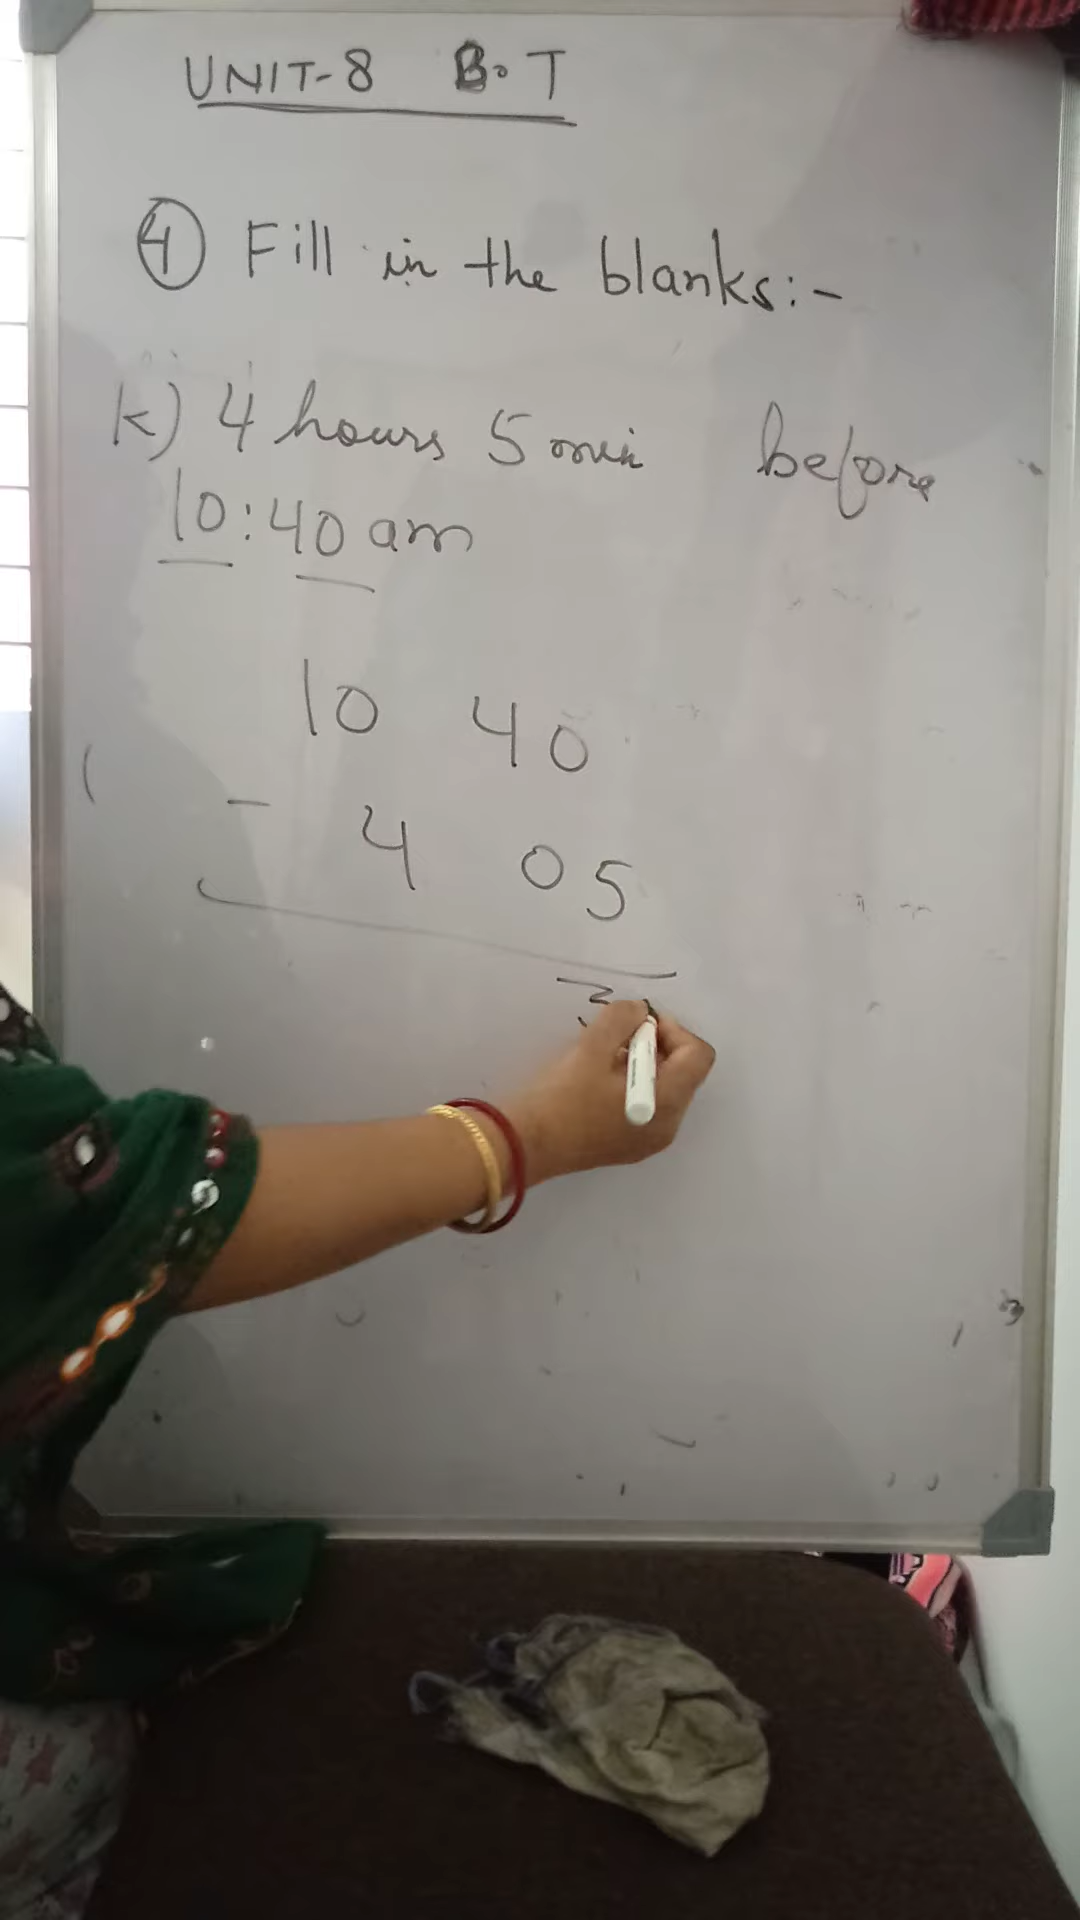 UNIT-8 B.T
4 Fill in the blanks:-
k) 4 hours 5 min before
10:40 am
10 40
- 4 05
3